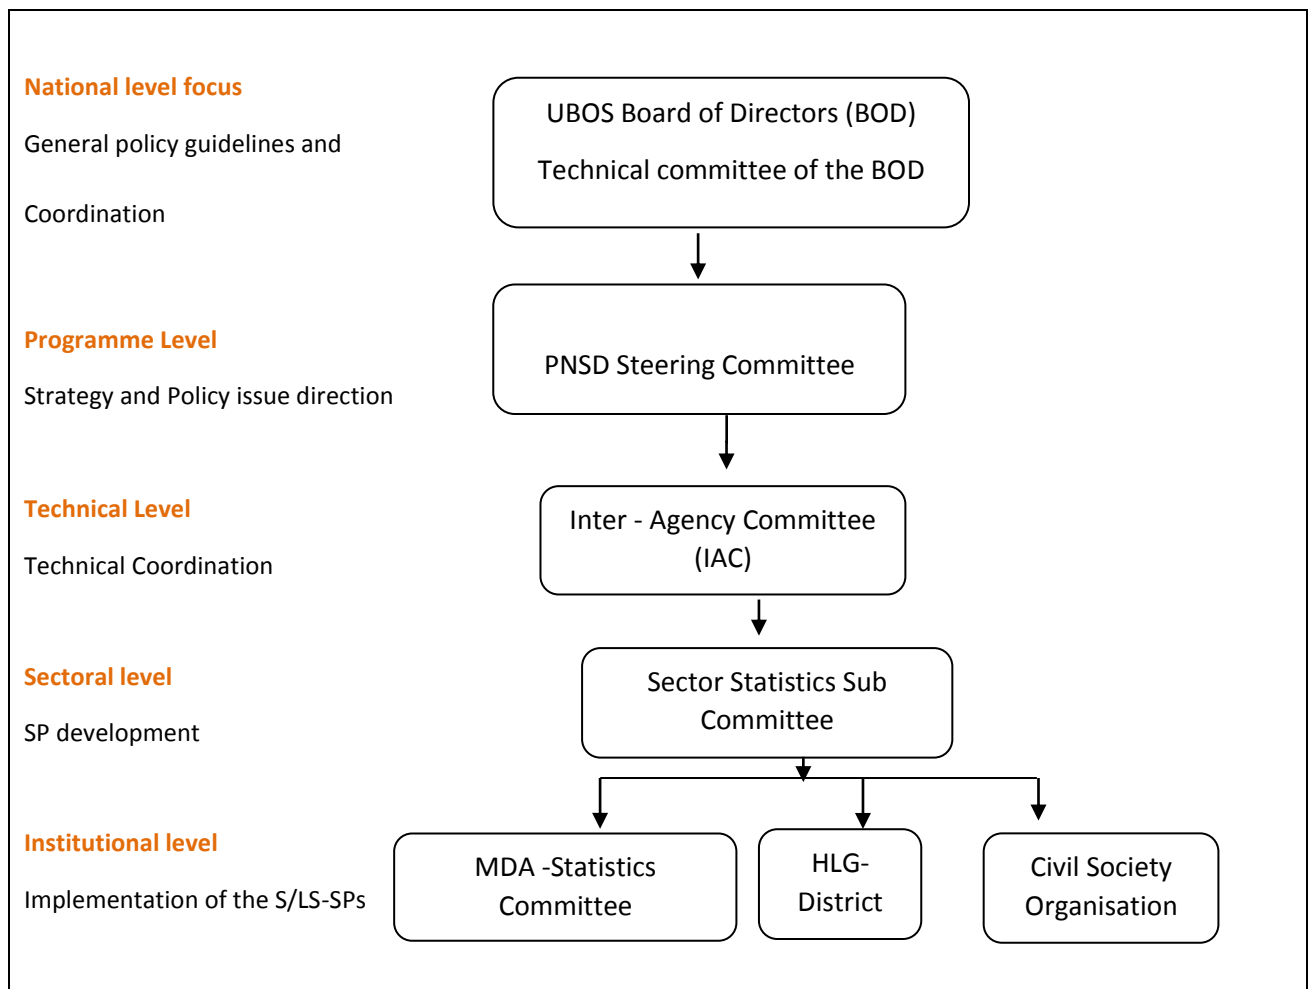 National level focus
General policy guidelines and
Coordination
UBOS Board of Directors (BOD)
Technical committee of the BOD
Programme Level
Strategy and Policy issue direction
PNSD Steering Committee
Technical Level
Technical Coordination
Inter - Agency Committee
(IAC)
Sectoral level
SP development
Sector Statistics Sub
Committee
Institutional level
Implementation of the S/LS-SPs
MDA -Statistics
Committee
HLG-
District
Civil Society
Organisation